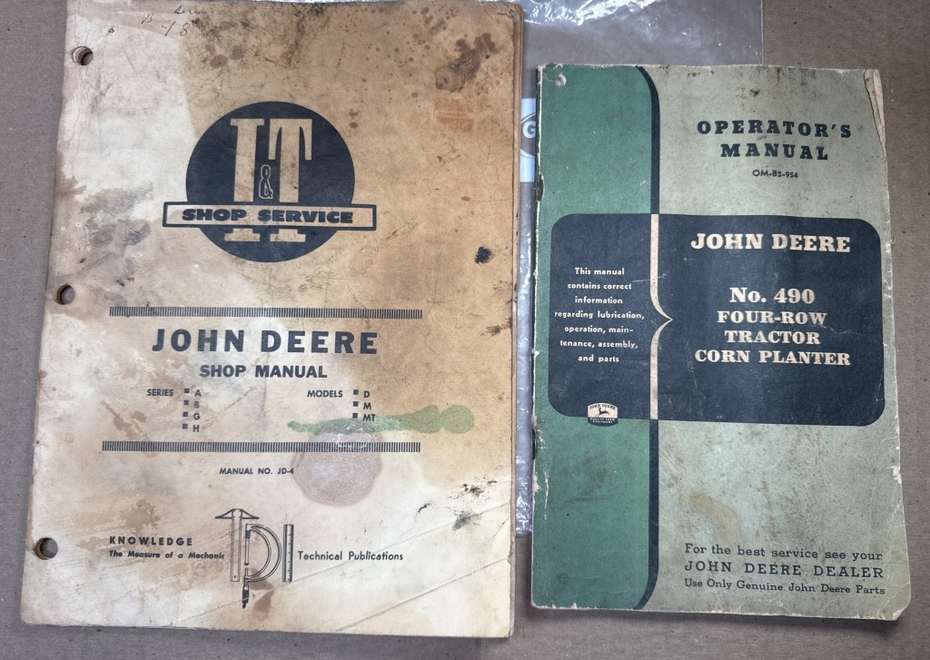 I&T
SHOP SERVICE
JOHN DEERE
SHOP MANUAL
SERIES ■ A
■ B
■ G
■ H
MODELS ■ D
■ M
■ MT
MANUAL NO. JD-4
KNOWLEDGE
The Measure of a Mechanic
Technical Publications
OPERATOR'S
MANUAL
OM-B2-954
This manual
contains correct
information
regarding lubrication,
operation, main-
tenance, assembly,
and parts
JOHN DEERE
No. 490
FOUR-ROW
TRACTOR
CORN PLANTER
JOHN DEERE
For the best service see your
JOHN DEERE DEALER
Use Only Genuine John Deere Parts